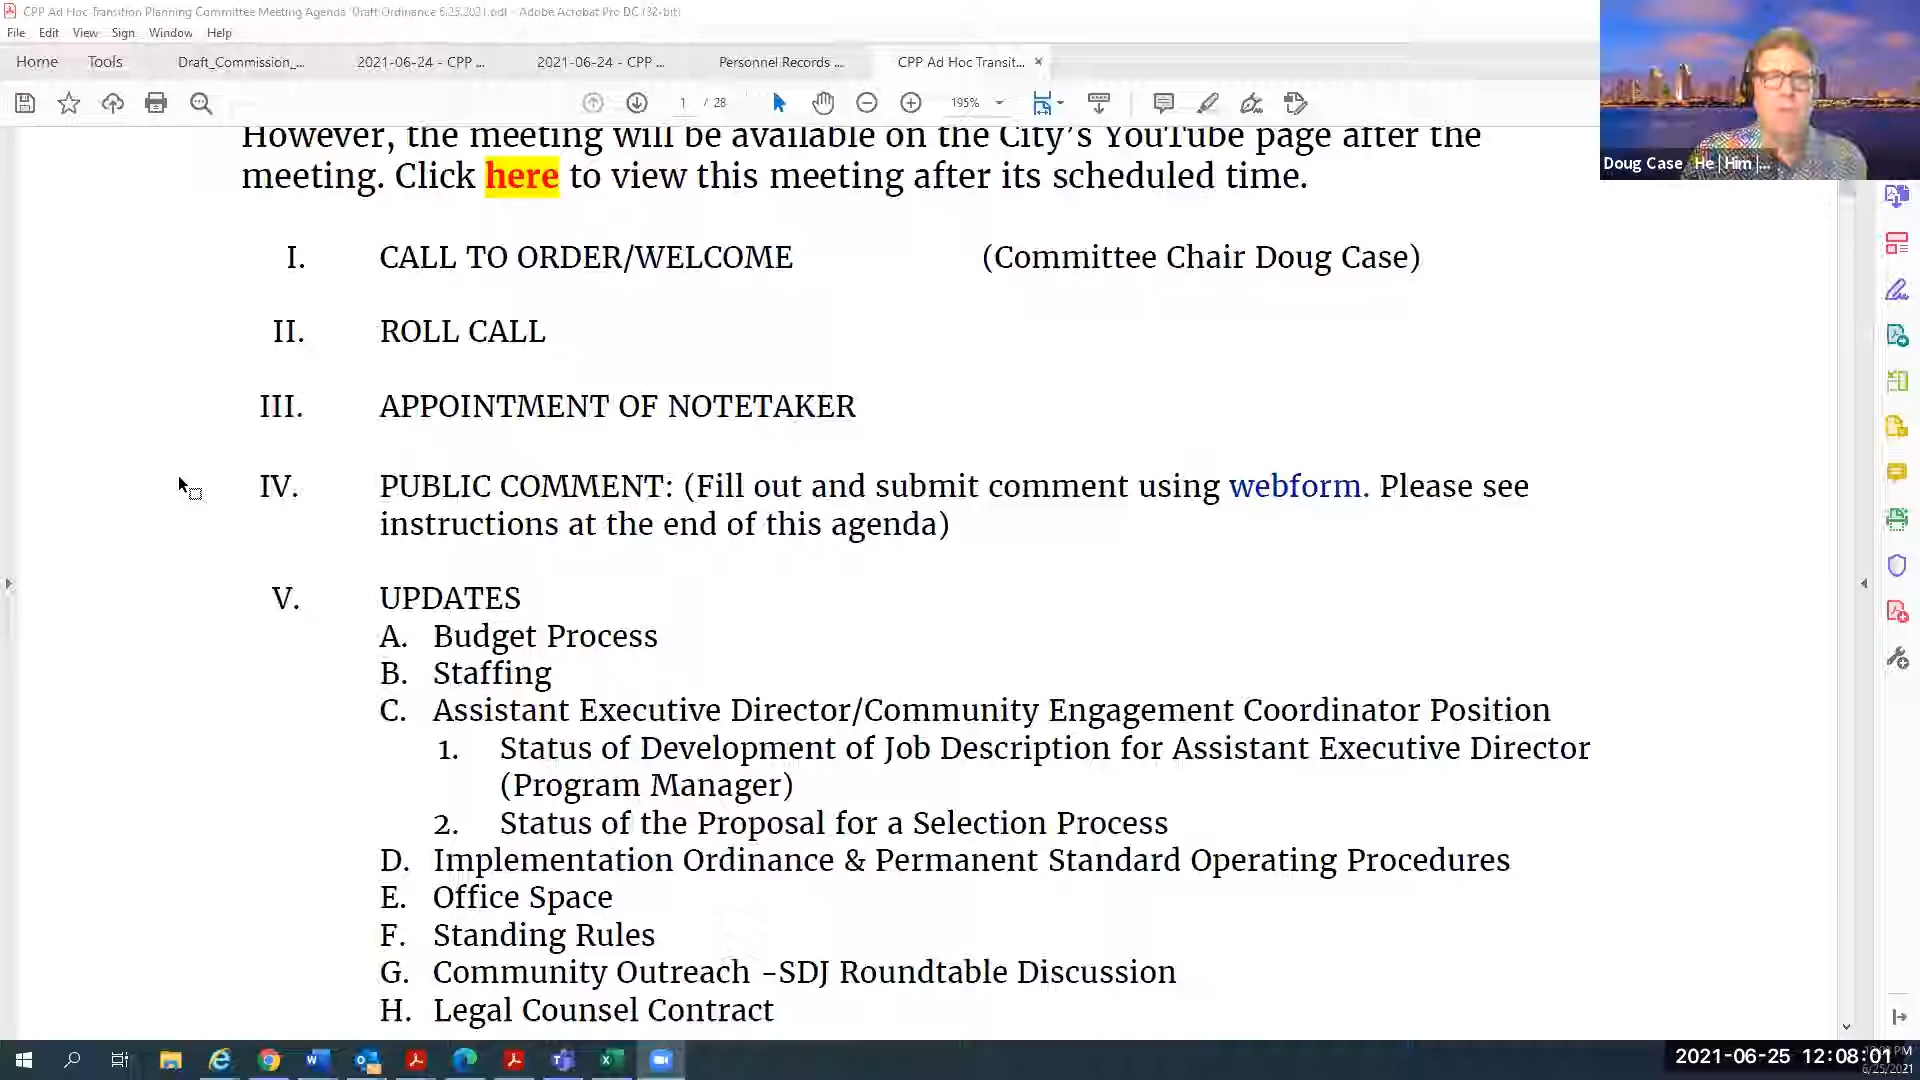 CPP Ad Hoc Transition Planning Committee Meeting Agenda Draft Ordinance 6.25.2021.pdf - Adobe Acrobat Pro DC (32-bit)
File Edit View Sign Window Help
Home Tools Draft_Commission_... 2021-06-24 - CPP ... 2021-06-24 - CPP ... Personnel Records ... CPP Ad Hoc Transit... ×
1 / 28 195%
However, the meeting will be available on the City's YouTube page after the
meeting. Click here to view this meeting after its scheduled time.
Doug Case He | Him |...
I. CALL TO ORDER/WELCOME (Committee Chair Doug Case)
II. ROLL CALL
III. APPOINTMENT OF NOTETAKER
IV. PUBLIC COMMENT: (Fill out and submit comment using webform. Please see
instructions at the end of this agenda)
V. UPDATES
A. Budget Process
B. Staffing
C. Assistant Executive Director/Community Engagement Coordinator Position
1. Status of Development of Job Description for Assistant Executive Director
(Program Manager)
2. Status of the Proposal for a Selection Process
D. Implementation Ordinance & Permanent Standard Operating Procedures
E. Office Space
F. Standing Rules
G. Community Outreach -SDJ Roundtable Discussion
H. Legal Counsel Contract
2021-06-25 12:08:01
6/25/2021